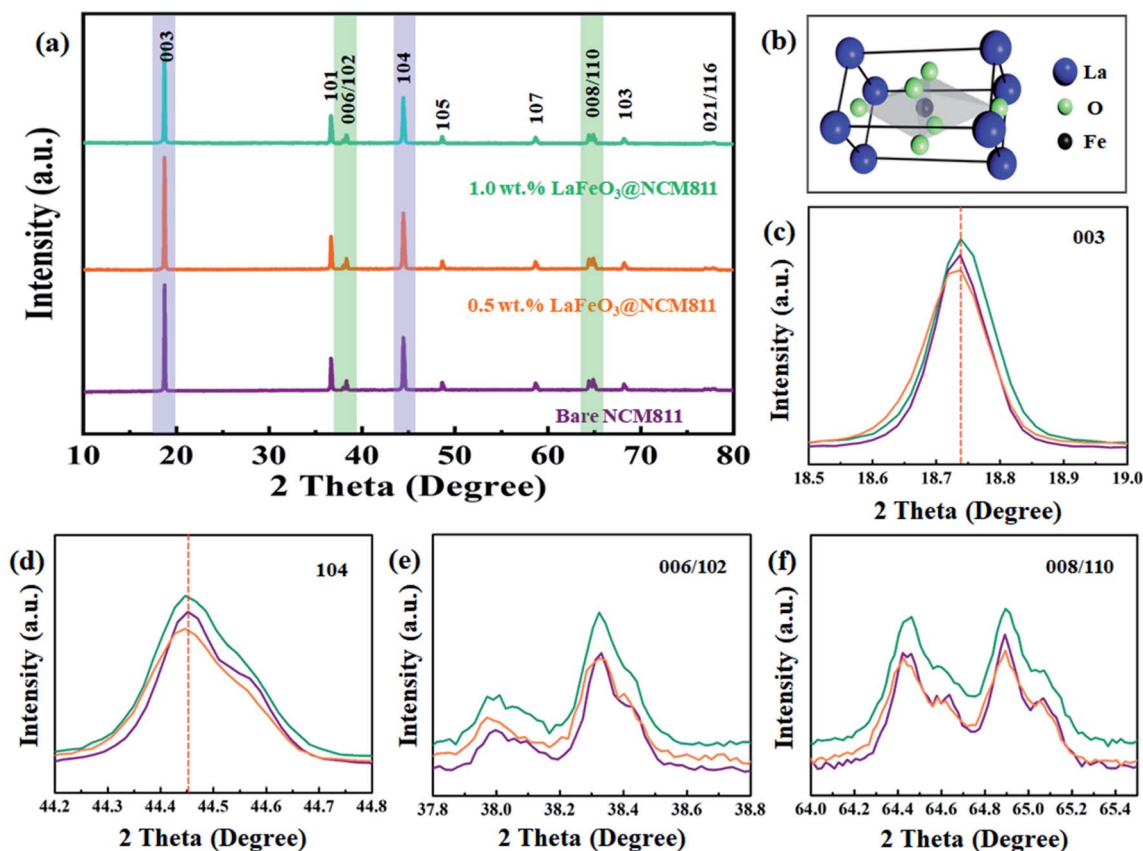 (a)
003
101
006/102
104
105
107
008/110
103
021/116
1.0 wt.% LaFeO₃@NCM811
0.5 wt.% LaFeO₃@NCM811
Bare NCM811
Intensity (a.u.)
10 20 30 40 50 60 70 80
2 Theta (Degree)
(b)
La
O
Fe
(c)
003
Intensity (a.u.)
18.5 18.6 18.7 18.8 18.9 19.0
2 Theta (Degree)
(d)
104
Intensity (a.u.)
44.2 44.3 44.4 44.5 44.6 44.7 44.8
2 Theta (Degree)
(e)
006/102
Intensity (a.u.)
37.8 38.0 38.2 38.4 38.6 38.8
2 Theta (Degree)
(f)
008/110
Intensity (a.u.)
64.0 64.2 64.4 64.6 64.8 65.0 65.2 65.4
2 Theta (Degree)